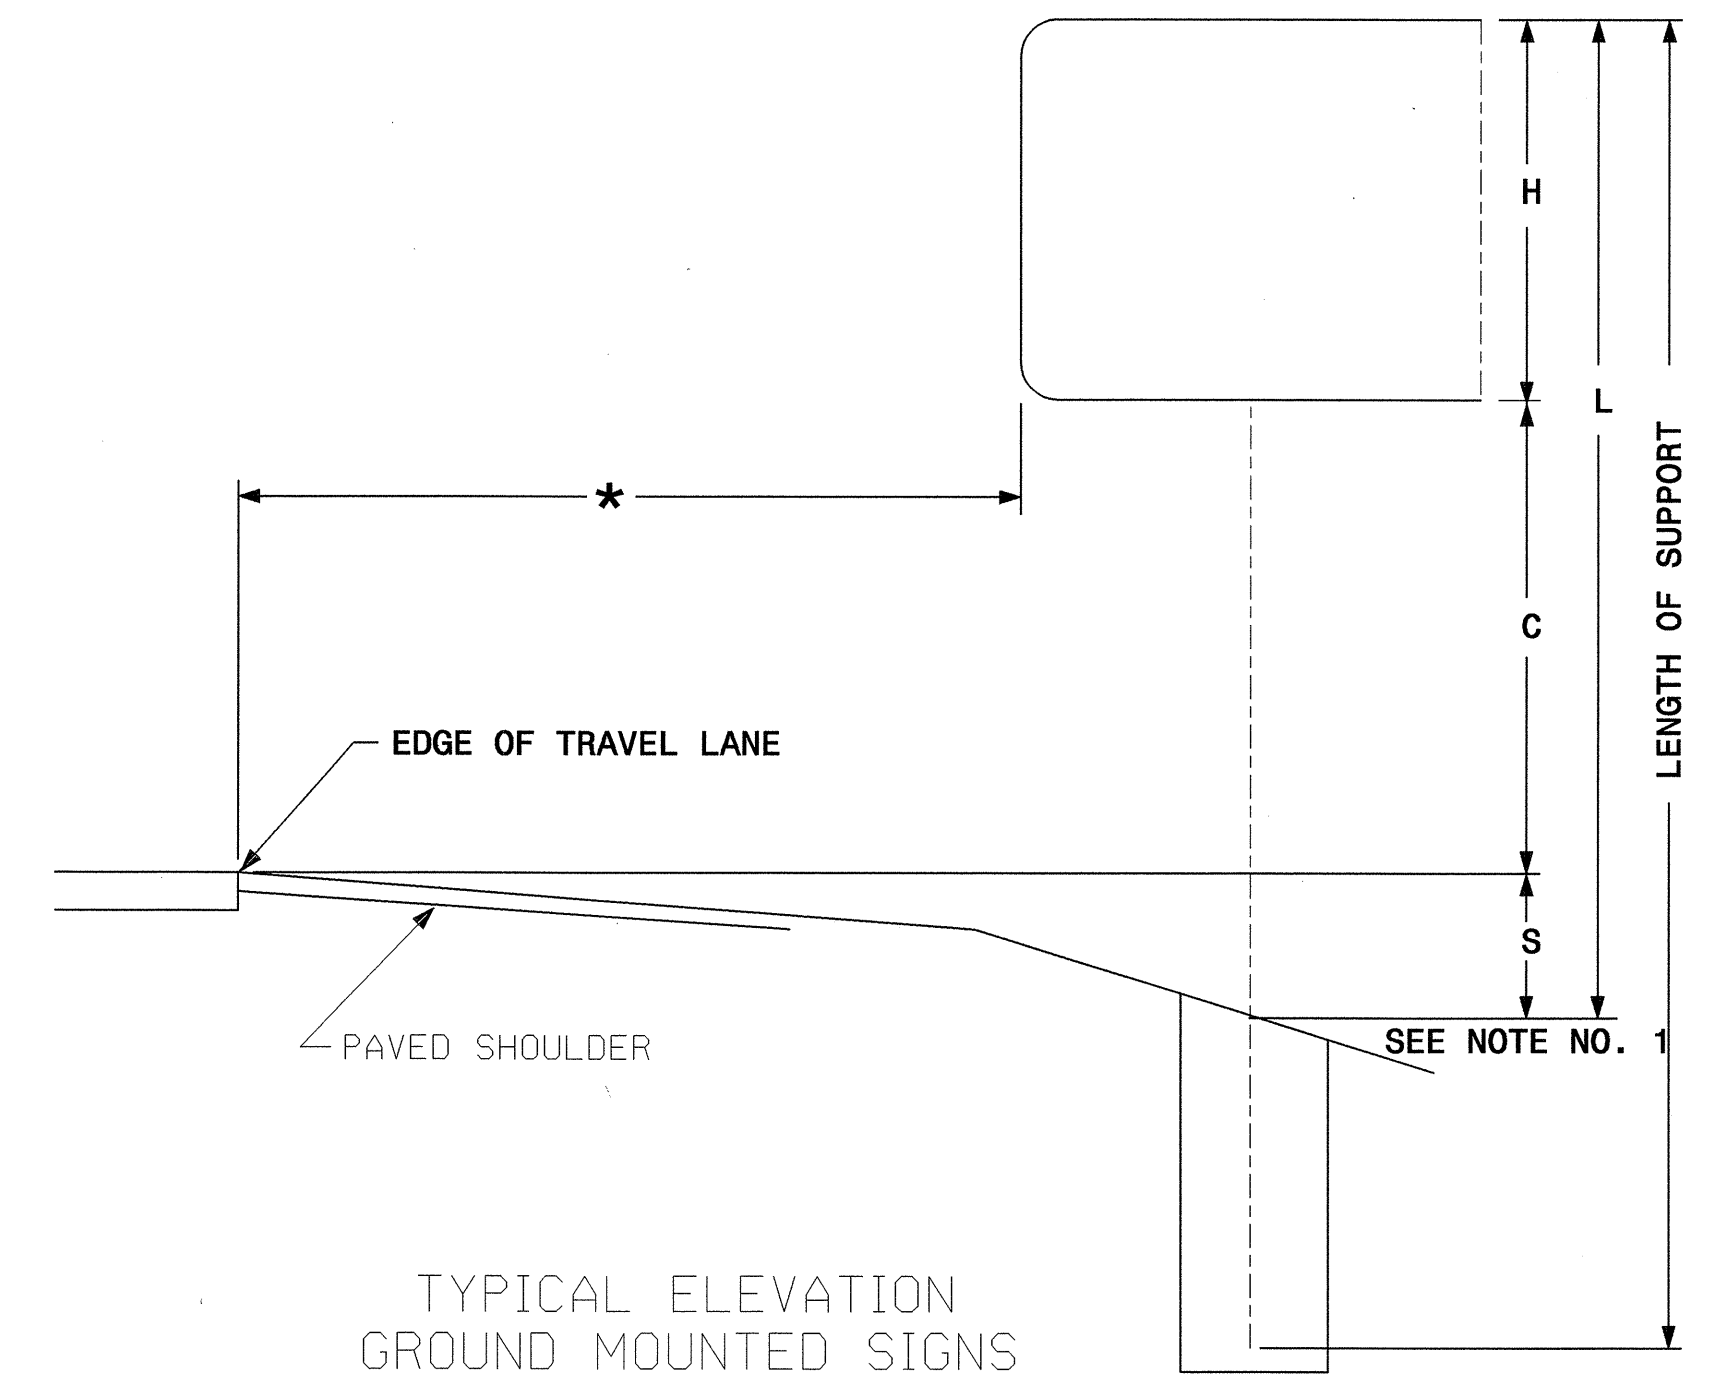 H
L
LENGTH OF SUPPORT
*
C
EDGE OF TRAVEL LANE
S
SEE NOTE NO. 1
PAVED SHOULDER
TYPICAL ELEVATION
GROUND MOUNTED SIGNS